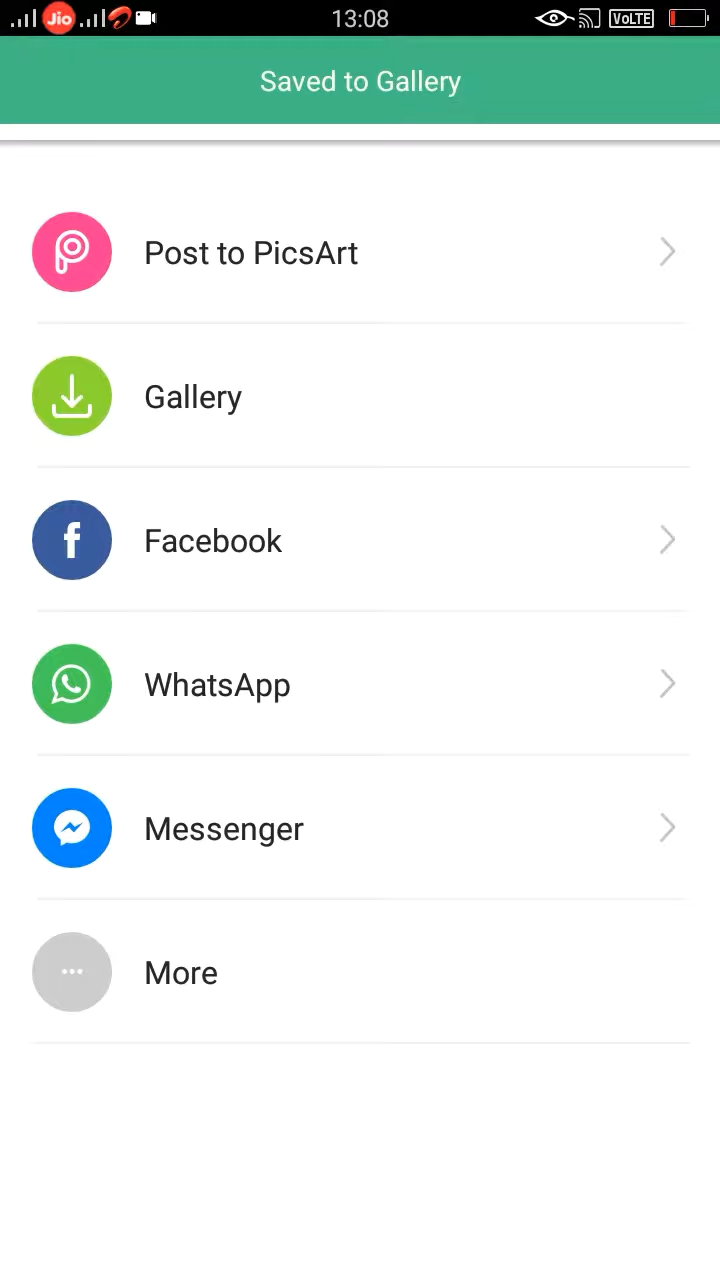 Jio 13:08 VoLTE
Saved to Gallery
Post to PicsArt
Gallery
Facebook
WhatsApp
Messenger
More